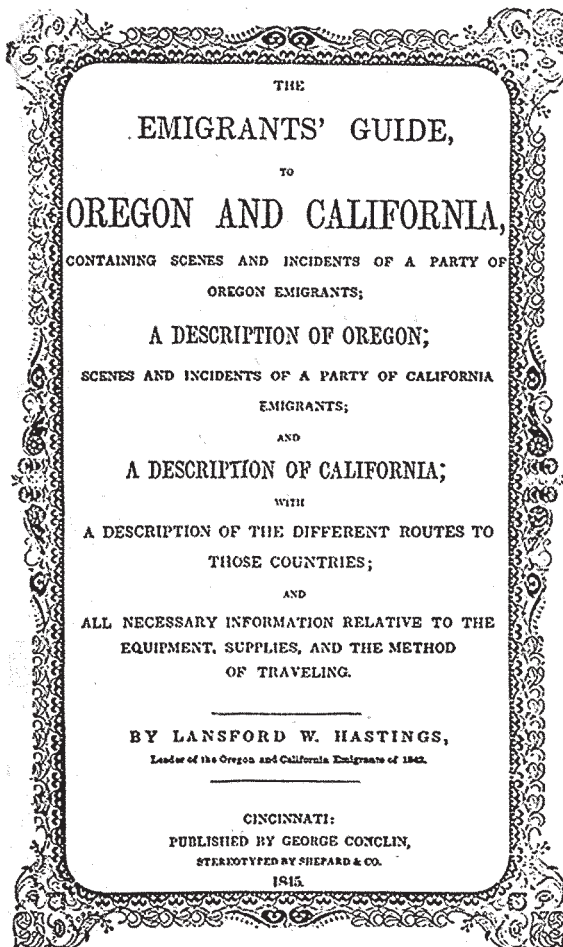 THE
EMIGRANTS' GUIDE,
TO
OREGON AND CALIFORNIA,
CONTAINING SCENES AND INCIDENTS OF A PARTY OF
OREGON EMIGRANTS;
A DESCRIPTION OF OREGON;
SCENES AND INCIDENTS OF A PARTY OF CALIFORNIA
EMIGRANTS;
AND
A DESCRIPTION OF CALIFORNIA;
WITH
A DESCRIPTION OF THE DIFFERENT ROUTES TO
THOSE COUNTRIES;
AND
ALL NECESSARY INFORMATION RELATIVE TO THE
EQUIPMENT, SUPPLIES, AND THE METHOD
OF TRAVELING.
BY LANSFORD W. HASTINGS,
Leader of the Oregon and California Emigrants of 1842.
CINCINNATI:
PUBLISHED BY GEORGE CONCLIN,
STEREOTYPED BY SHEPARD & CO.
1845.